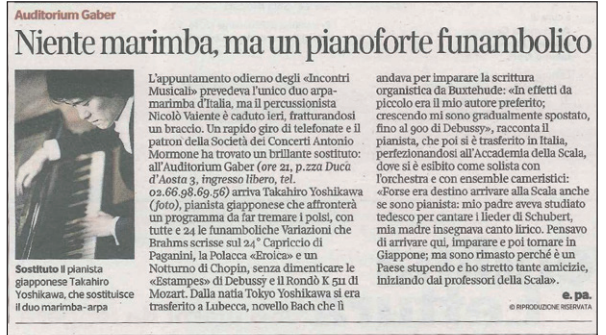 Auditorium Gaber
Niente marimba, ma un pianoforte funambolico
L'appuntamento odierno degli «Incontri
Musicali» prevedeva l'unico duo arpa-
marimba d'Italia, ma il percussionista
Nicolò Vaiente è caduto ieri, fratturandosi
un braccio. Un rapido giro di telefonate e il
patron della Società dei Concerti Antonio
Mormone ha trovato un brillante sostituto:
all'Auditorium Gaber (ore 21, p.zza Duca
d'Aosta 3, ingresso libero, tel.
02.66.98.69.56) arriva Takahiro Yoshikawa
(foto), pianista giapponese che affronterà
un programma da far tremare i polsi, con
tutte e 24 le funamboliche Variazioni che
Brahms scrisse sul 24° Capriccio di
Paganini, la Polacca «Eroica» e un
Notturno di Chopin, senza dimenticare le
«Estampes» di Debussy e il Rondò K 511 di
Mozart. Dalla natia Tokyo Yoshikawa si era
trasferito a Lubecca, novello Bach che lì
andava per imparare la scrittura
organistica da Buxtehude: «In effetti da
piccolo era il mio autore preferito;
crescendo mi sono gradualmente spostato,
fino al 900 di Debussy», racconta il
pianista, che poi si è trasferito in Italia,
perfezionandosi all'Accademia della Scala,
dove si è esibito come solista con
l'orchestra e con ensemble cameristici:
«Forse era destino arrivare alla Scala anche
se sono pianista: mio padre aveva studiato
tedesco per cantare i lieder di Schubert,
mia madre insegnava canto lirico. Pensavo
di arrivare qui, imparare e poi tornare in
Giappone; ma sono rimasto perché è un
Paese stupendo e ho stretto tante amicizie,
iniziando dai professori della Scala».
e. pa.
© RIPRODUZIONE RISERVATA
Sostituto Il pianista
giapponese Takahiro
Yoshikawa, che sostituisce
il duo marimba-arpa